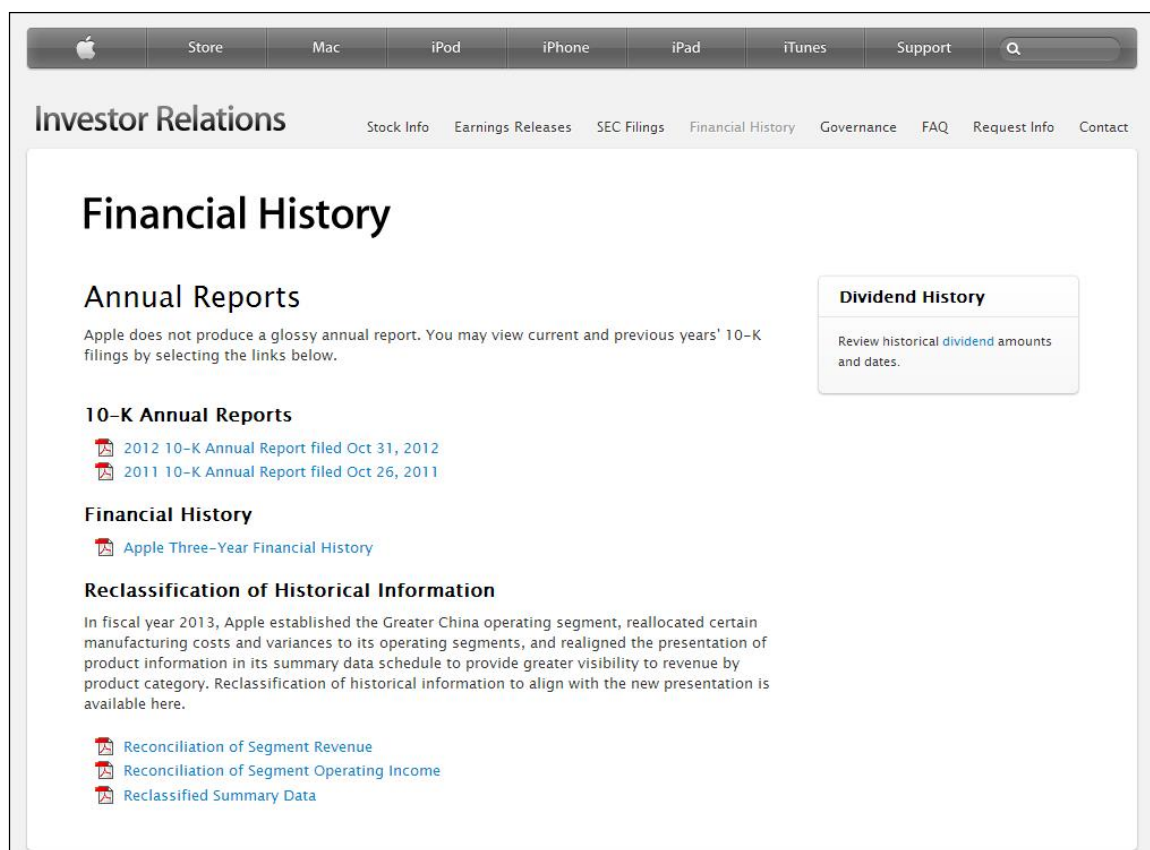 Store Mac iPod iPhone iPad iTunes Support
Investor Relations
Stock Info Earnings Releases SEC Filings Financial History Governance FAQ Request Info Contact
Financial History
Annual Reports
Apple does not produce a glossy annual report. You may view current and previous years' 10-K
filings by selecting the links below.
10-K Annual Reports
2012 10-K Annual Report filed Oct 31, 2012
2011 10-K Annual Report filed Oct 26, 2011
Financial History
Apple Three-Year Financial History
Reclassification of Historical Information
In fiscal year 2013, Apple established the Greater China operating segment, reallocated certain
manufacturing costs and variances to its operating segments, and realigned the presentation of
product information in its summary data schedule to provide greater visibility to revenue by
product category. Reclassification of historical information to align with the new presentation is
available here.
Reconciliation of Segment Revenue
Reconciliation of Segment Operating Income
Reclassified Summary Data
Dividend History
Review historical dividend amounts
and dates.